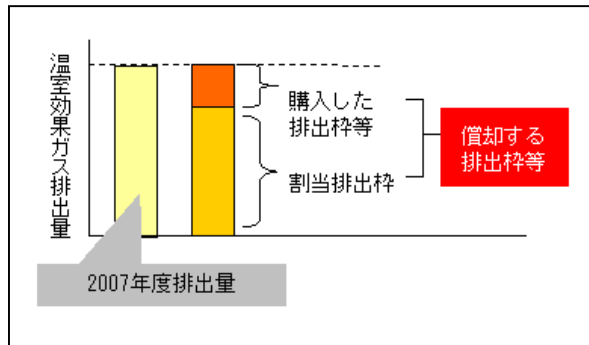 温室効果ガス排出量
購入した
排出枠等
割当排出枠
償却する
排出枠等
2007年度排出量